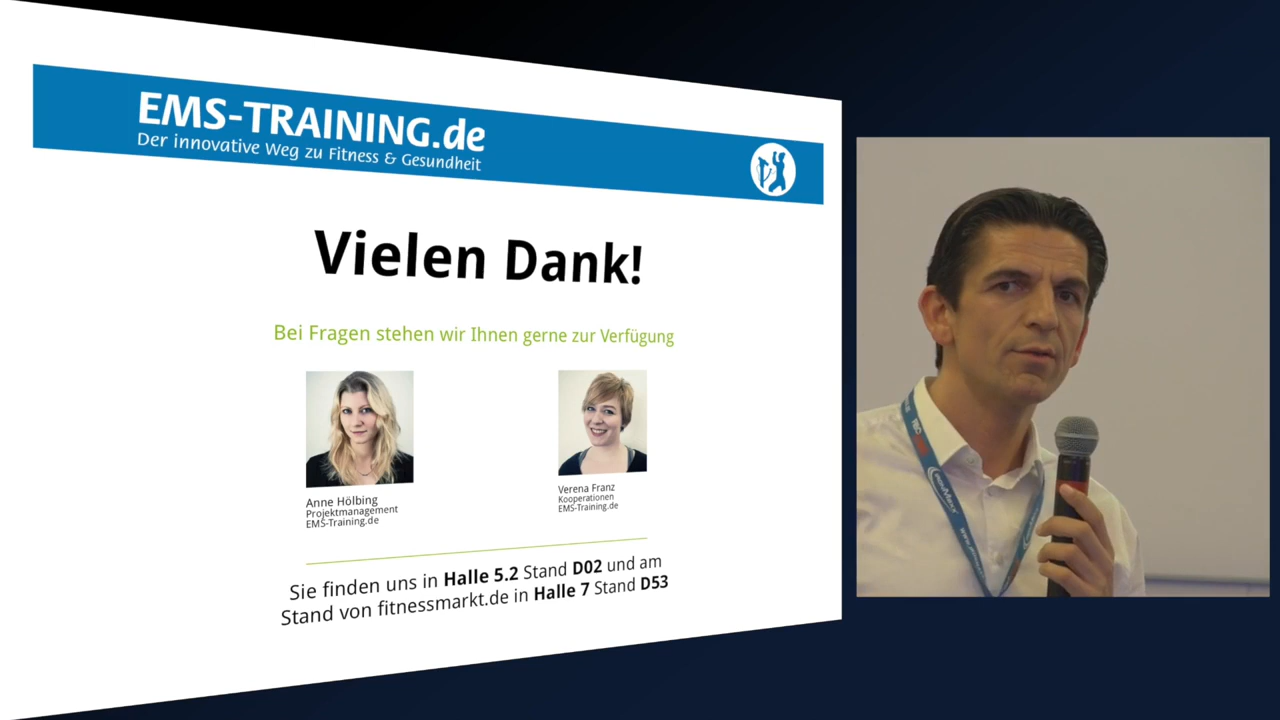 EMS-TRAINING.de
Der innovative Weg zu Fitness & Gesundheit
Vielen Dank!
Bei Fragen stehen wir Ihnen gerne zur Verfügung
Anne Hölbing
Projektmanagement
EMS-Training.de
Verena Franz
Kooperationen
EMS-Training.de
Sie finden uns in Halle 5.2 Stand D02 und am
Stand von fitnessmarkt.de in Halle 7 Stand D53